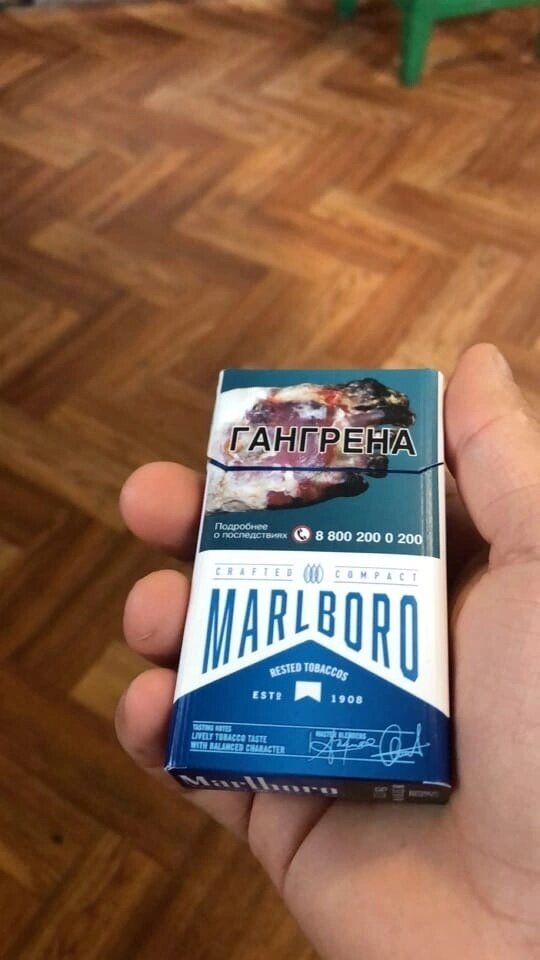 ГАНГРЕНА
Подробнее
о последствиях 8 800 200 0 200
CRAFTED COMPACT
MARLBORO
RESTED TOBACCOS
ESTD 1908
TASTING NOTES
LIVELY TOBACCO TASTE
WITH BALANCED CHARACTER
MASTER BLENDERS
Marlboro